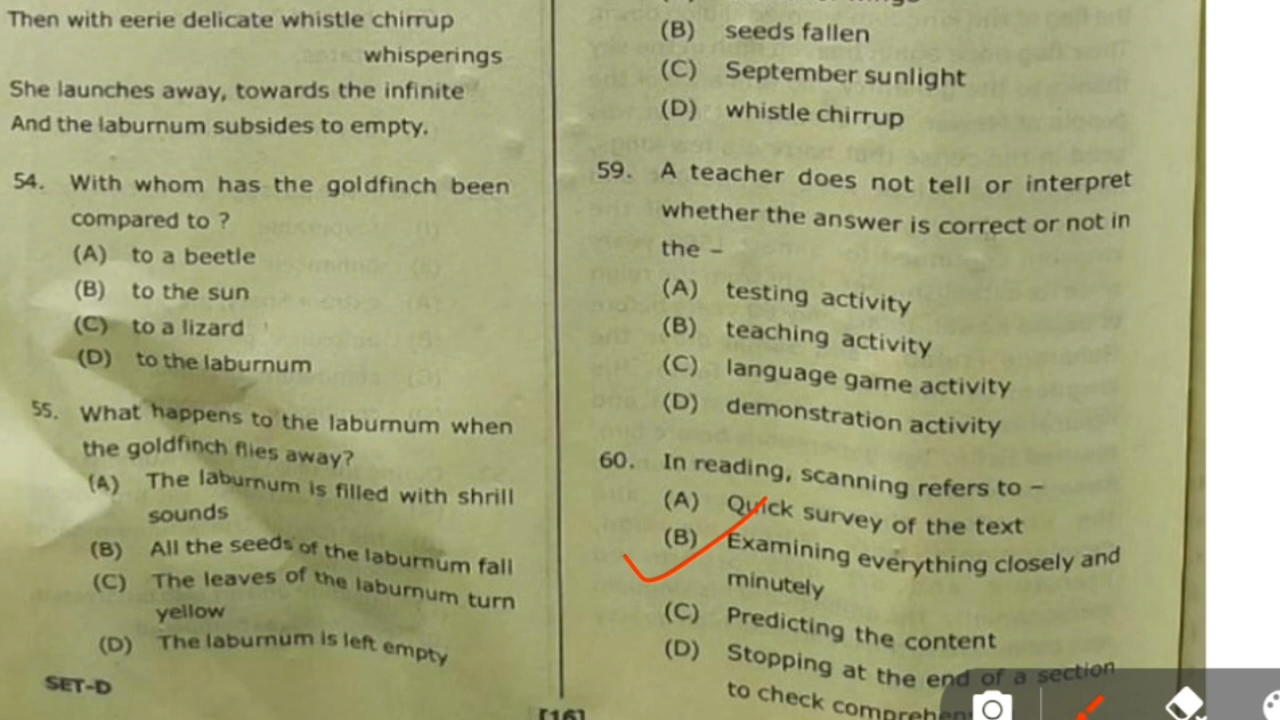 Then with eerie delicate whistle chirrup
whisperings
She launches away, towards the infinite
And the laburnum subsides to empty.
54. With whom has the goldfinch been
compared to ?
(A) to a beetle
(B) to the sun
(C) to a lizard
(D) to the laburnum
55. What happens to the laburnum when
the goldfinch flies away?
(A) The laburnum is filled with shrill
sounds
(B) All the seeds of the laburnum fall
(C) The leaves of the laburnum turn
yellow
(D) The laburnum is left empty
SET-D
[16]
(B) seeds fallen
(C) September sunlight
(D) whistle chirrup
59. A teacher does not tell or interpret
whether the answer is correct or not in
the –
(A) testing activity
(B) teaching activity
(C) language game activity
(D) demonstration activity
60. In reading, scanning refers to –
(A) Quick survey of the text
(B) Examining everything closely and
minutely
(C) Predicting the content
(D) Stopping at the end of a section
to check